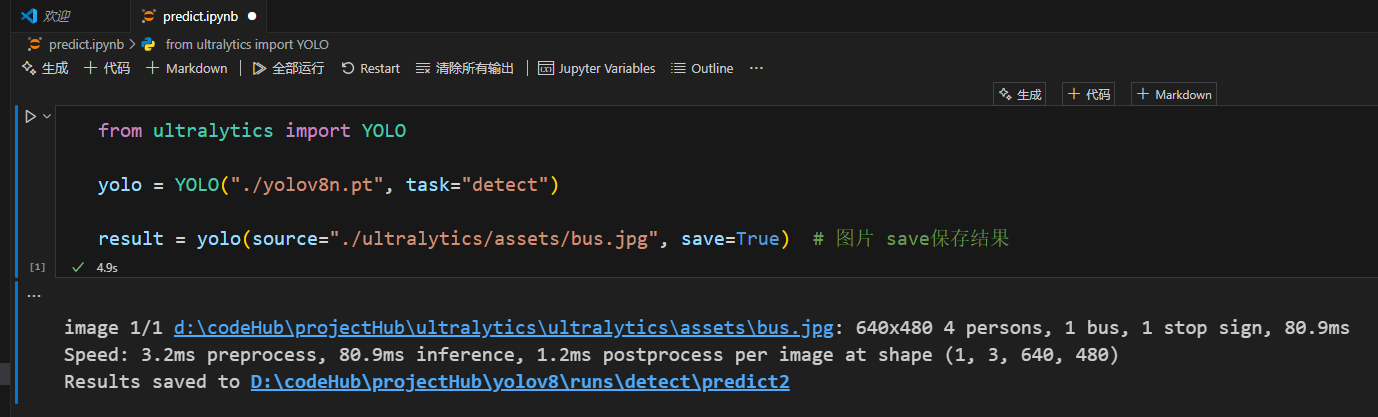 欢迎 predict.ipynb
predict.ipynb > from ultralytics import YOLO
生成 + 代码 + Markdown | 全部运行 Restart 清除所有输出 | Jupyter Variables Outline ...
生成 + 代码 + Markdown
from ultralytics import YOLO
yolo = YOLO("./yolov8n.pt", task="detect")
result = yolo(source="./ultralytics/assets/bus.jpg", save=True)  # 图片 save保存结果
[1] ✓ 4.9s
...
image 1/1 d:\codeHub\projectHub\ultralytics\ultralytics\assets\bus.jpg: 640x480 4 persons, 1 bus, 1 stop sign, 80.9ms
Speed: 3.2ms preprocess, 80.9ms inference, 1.2ms postprocess per image at shape (1, 3, 640, 480)
Results saved to D:\codeHub\projectHub\yolov8\runs\detect\predict2